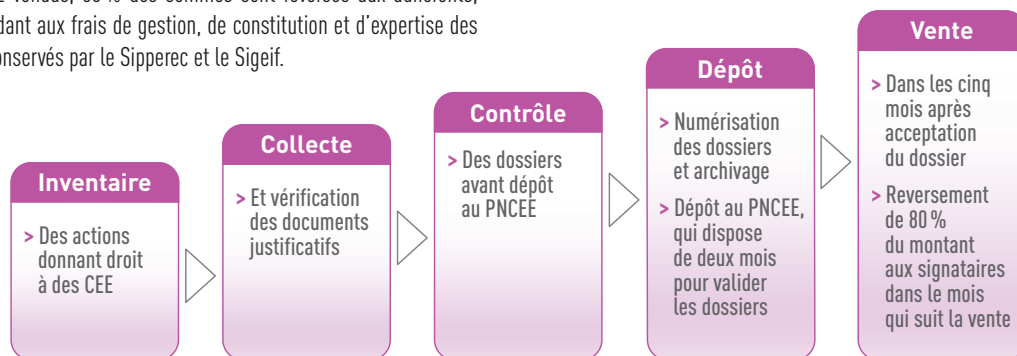 dant aux frais de gestion, de constitution et d'expertise des
onservés par le Sipperec et le Sigeif.
Inventaire
> Des actions
donnant droit
à des CEE
Collecte
> Et vérification
des documents
justificatifs
Contrôle
> Des dossiers
avant dépôt
au PNCEE
Dépôt
> Numérisation
des dossiers
et archivage
> Dépôt au PNCEE,
qui dispose
de deux mois
pour valider
les dossiers
Vente
> Dans les cinq
mois après
acceptation
du dossier
> Reversement
de 80 %
du montant
aux signataires
dans le mois
qui suit la vente